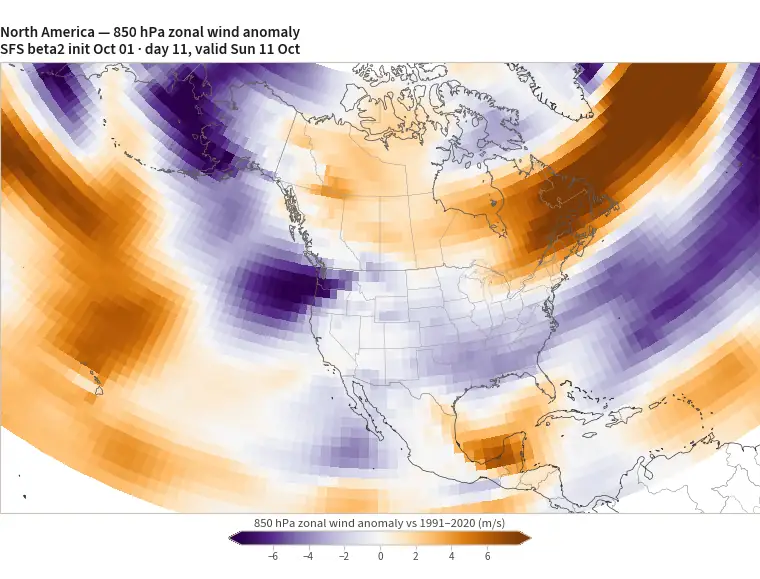 North America — 850 hPa zonal wind anomaly
SFS beta2 init Oct 01 · day 11, valid Sun 11 Oct
850 hPa zonal wind anomaly vs 1991–2020 (m/s)
−6 −4 −2 0 2 4 6